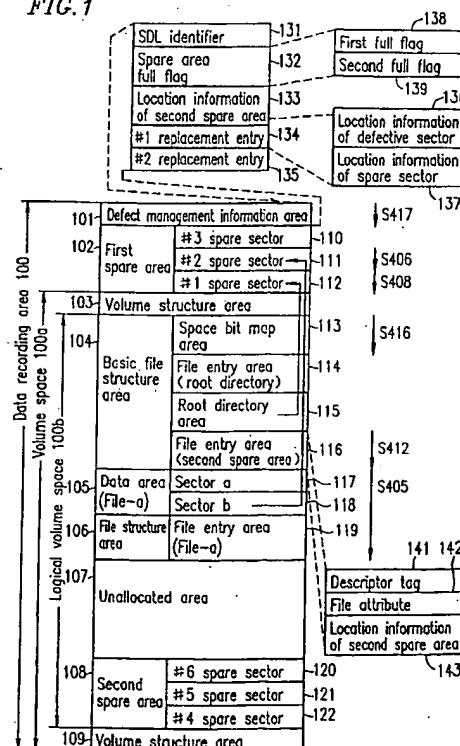 FIG. 1
138
SDL identifier 131 First full flag
Spare area full flag 132 Second full flag
139
Location information of second spare area 133
#1 replacement entry 134 Location information of defective sector
#2 replacement entry 135 Location information of spare sector
137
101 Defect management information area S417
102 First spare area #3 spare sector 110
#2 spare sector 111 S406
#1 spare sector 112 S408
103 Volume structure area
104 Basic file structure area Space bit map area 113 S416
File entry area (root directory) 114
Root directory area 115
File entry area (second spare area) 116 S412
105 Data area (File-a) Sector a 117
Sector b 118 S405
106 File structure area File entry area (File-a) 119
107 Unallocated area
141 142
Descriptor tag
File attribute
Location information of second spare area
143
108 Second spare area #6 spare sector 120
#5 spare sector 121
#4 spare sector 122
109 Volume structure area
Data recording area 100
Volume space 100a
Logical volume space 100b